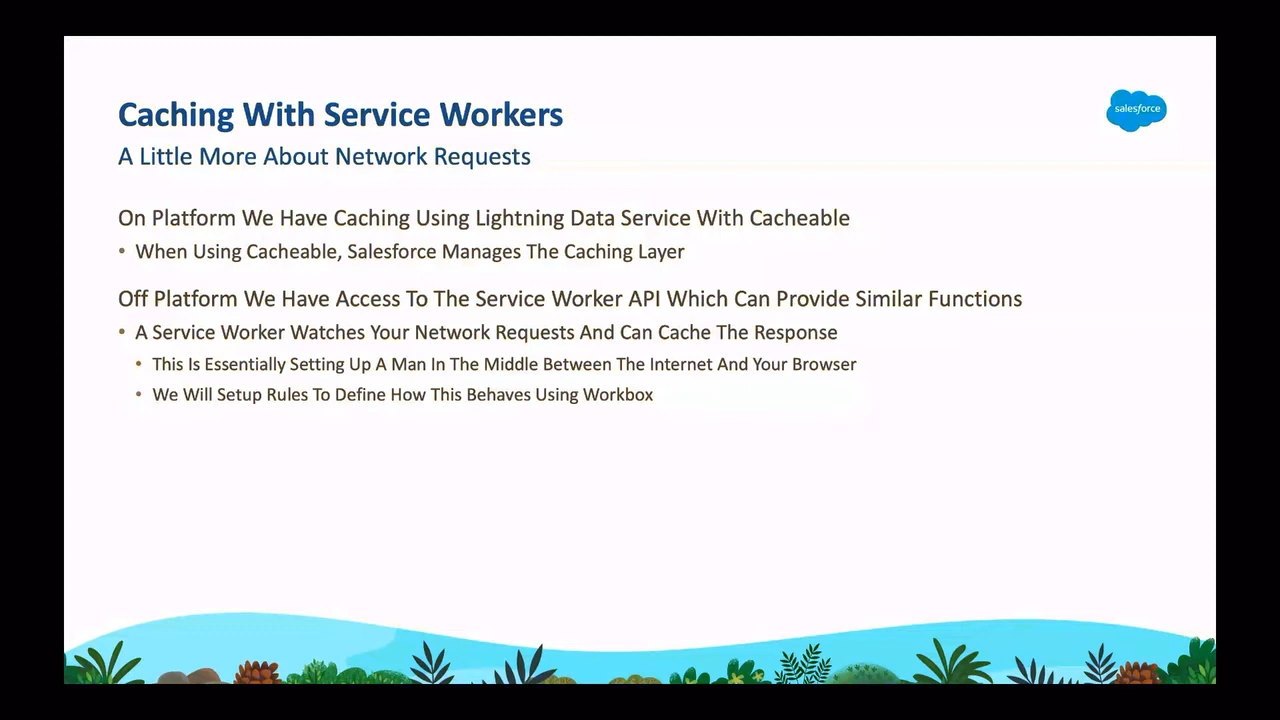 Caching With Service Workers
salesforce
A Little More About Network Requests
On Platform We Have Caching Using Lightning Data Service With Cacheable
• When Using Cacheable, Salesforce Manages The Caching Layer
Off Platform We Have Access To The Service Worker API Which Can Provide Similar Functions
• A Service Worker Watches Your Network Requests And Can Cache The Response
• This Is Essentially Setting Up A Man In The Middle Between The Internet And Your Browser
• We Will Setup Rules To Define How This Behaves Using Workbox